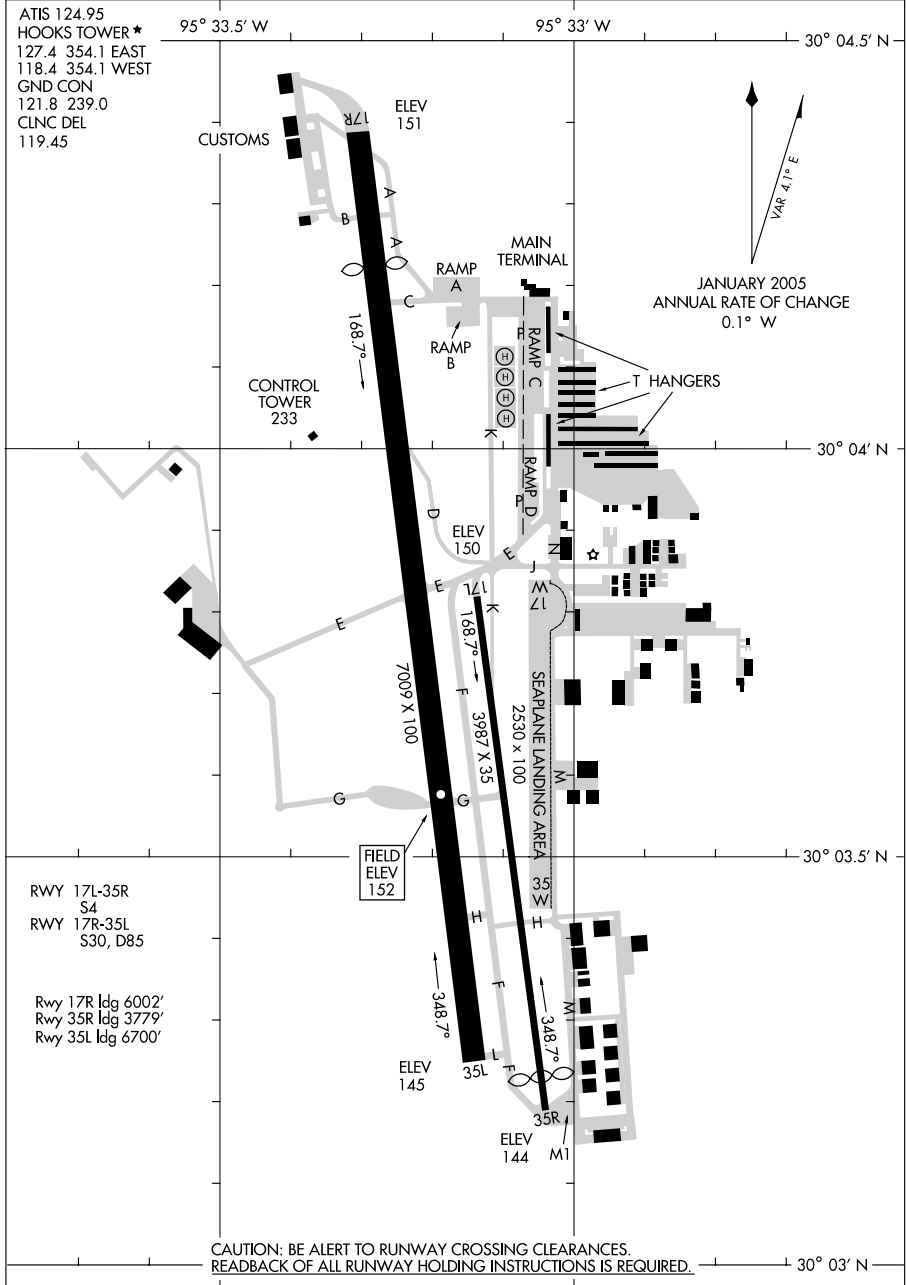 ATIS 124.95
HOOKS TOWER ★
127.4 354.1 EAST
118.4 354.1 WEST
GND CON
121.8 239.0
CLNC DEL
119.45
95° 33.5' W
95° 33' W
30° 04.5' N
17R
ELEV
151
CUSTOMS
A
B
A
VAR 4.1° E
JANUARY 2005
ANNUAL RATE OF CHANGE
0.1° W
MAIN
TERMINAL
RAMP
A
C
RAMP
B
P
RAMP C
H
H
H
H
T HANGERS
168.7°
CONTROL
TOWER
233
K
30° 04' N
RAMP D
P
D
ELEV
150
E
N
J
E
17L
K
17
W
E
168.7°
F
7009 X 100
3987 X 35
2530 x 100
SEAPLANE LANDING AREA
M
G
G
FIELD
ELEV
152
30° 03.5' N
35
W
H
H
RWY 17L-35R
S4
RWY 17R-35L
S30, D85
Rwy 17R ldg 6002'
Rwy 35R ldg 3779'
Rwy 35L ldg 6700'
348.7°
F
348.7°
M
L
F
35L
ELEV
145
35R
ELEV
144
M1
CAUTION: BE ALERT TO RUNWAY CROSSING CLEARANCES.
READBACK OF ALL RUNWAY HOLDING INSTRUCTIONS IS REQUIRED.
30° 03' N